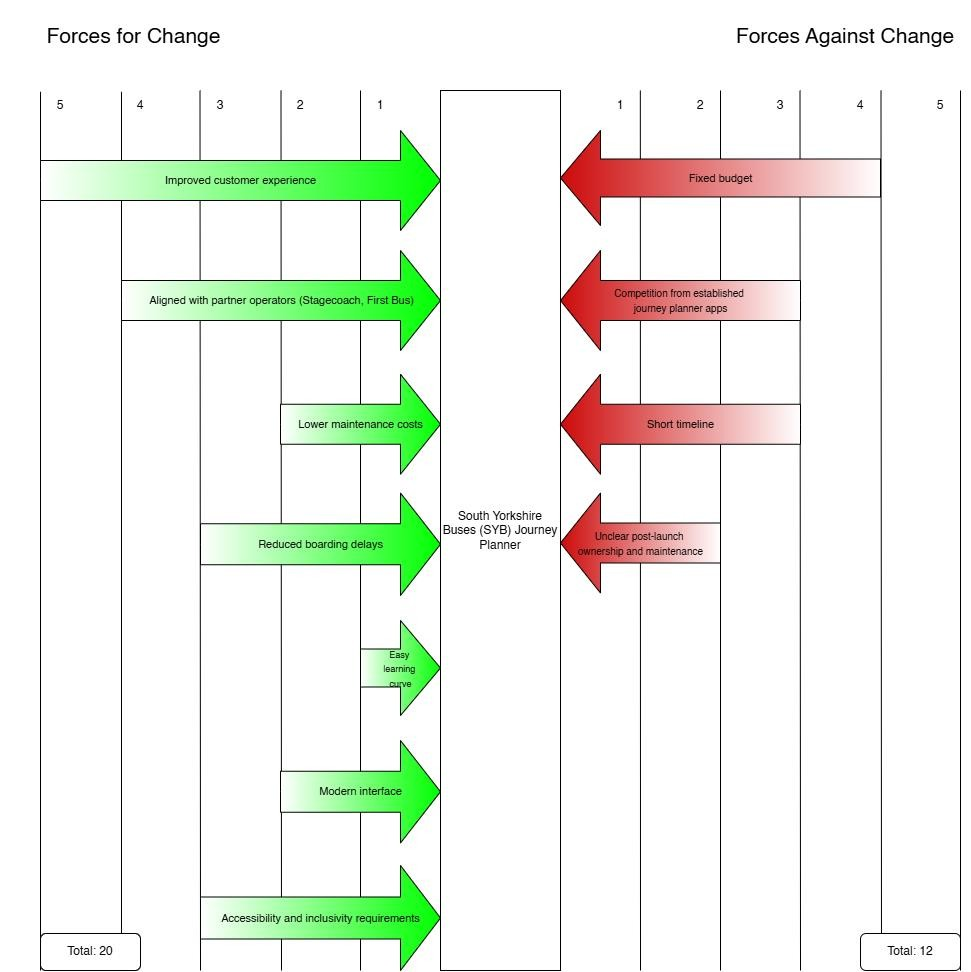 Forces for Change
Forces Against Change
5 4 3 2 1
1 2 3 4 5
Improved customer experience
Fixed budget
Aligned with partner operators (Stagecoach, First Bus)
Competition from established
journey planner apps
Lower maintenance costs
Short timeline
South Yorkshire
Buses (SYB) Journey
Planner
Reduced boarding delays
Unclear post-launch
ownership and maintenance
Easy
learning
curve
Modern interface
Accessibility and inclusivity requirements
Total: 20
Total: 12